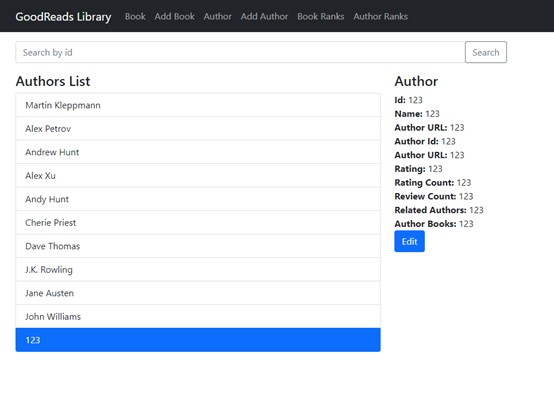 GoodReads Library Book Add Book Author Add Author Book Ranks Author Ranks
Search by id Search
Authors List
Martin Kleppmann
Alex Petrov
Andrew Hunt
Alex Xu
Andy Hunt
Cherie Priest
Dave Thomas
J.K. Rowling
Jane Austen
John Williams
123
Author
Id: 123
Name: 123
Author URL: 123
Author Id: 123
Author URL: 123
Rating: 123
Rating Count: 123
Review Count: 123
Related Authors: 123
Author Books: 123
Edit